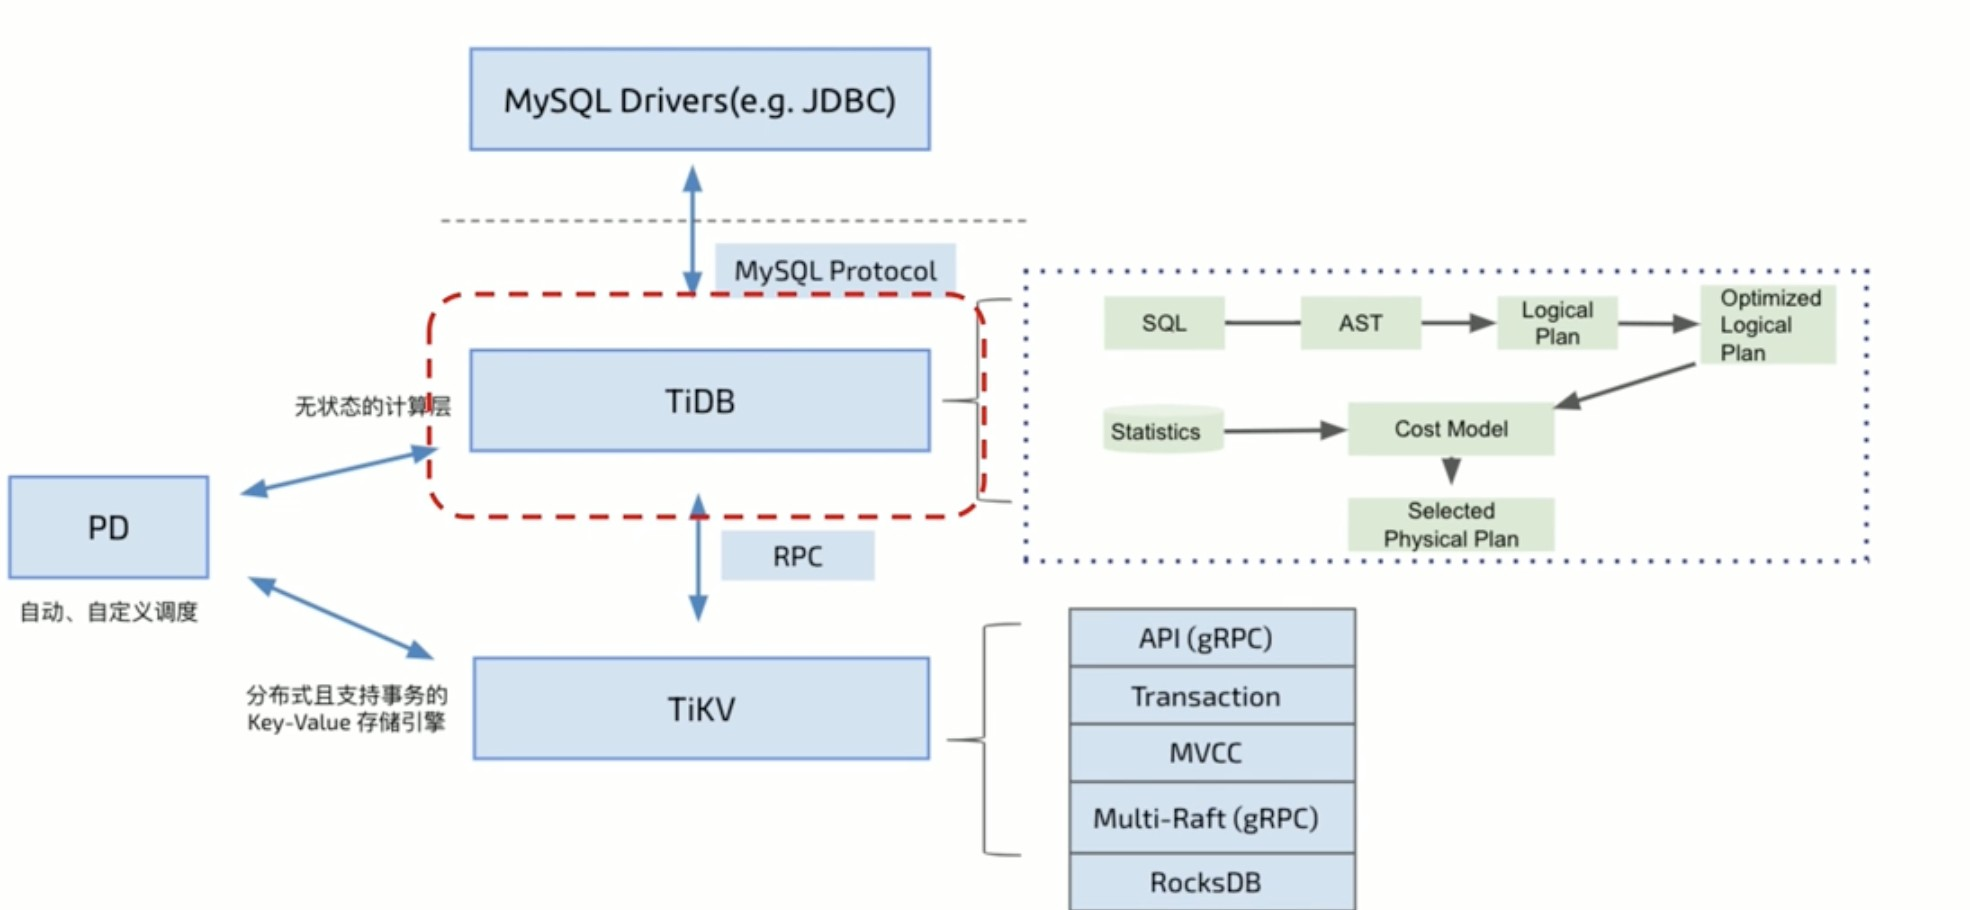 MySQL Drivers(e.g. JDBC)
MySQL Protocol
无状态的计算层
TiDB
PD
自动、自定义调度
RPC
分布式且支持事务的
Key-Value 存储引擎
TiKV
SQL
AST
Logical
Plan
Optimized
Logical
Plan
Statistics
Cost Model
Selected
Physical Plan
API (gRPC)
Transaction
MVCC
Multi-Raft (gRPC)
RocksDB